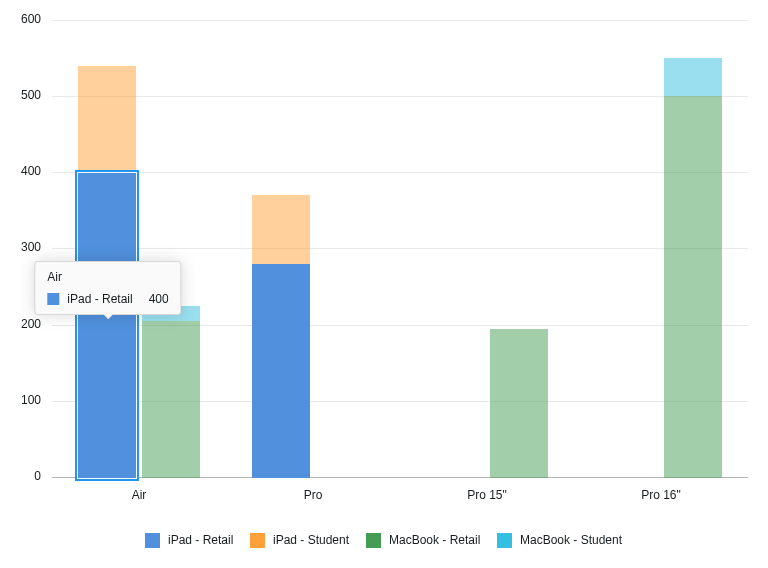 600
500
400
300
200
100
0
Air
iPad - Retail 400
Air Pro Pro 15" Pro 16"
iPad - Retail iPad - Student MacBook - Retail MacBook - Student